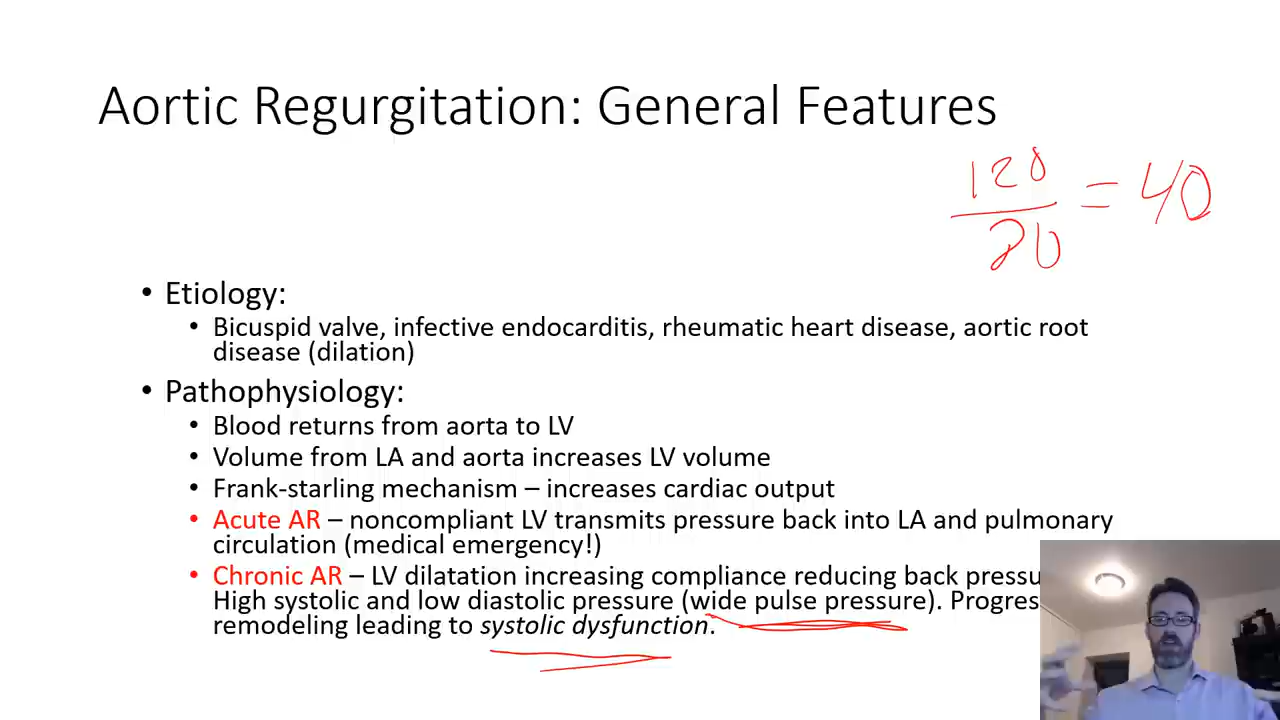 Aortic Regurgitation: General Features
120
80
= 40
• Etiology:
• Bicuspid valve, infective endocarditis, rheumatic heart disease, aortic root
disease (dilation)
• Pathophysiology:
• Blood returns from aorta to LV
• Volume from LA and aorta increases LV volume
• Frank-starling mechanism – increases cardiac output
• Acute AR – noncompliant LV transmits pressure back into LA and pulmonary
circulation (medical emergency!)
• Chronic AR – LV dilatation increasing compliance reducing back pressu
High systolic and low diastolic pressure (wide pulse pressure). Progres
remodeling leading to systolic dysfunction.